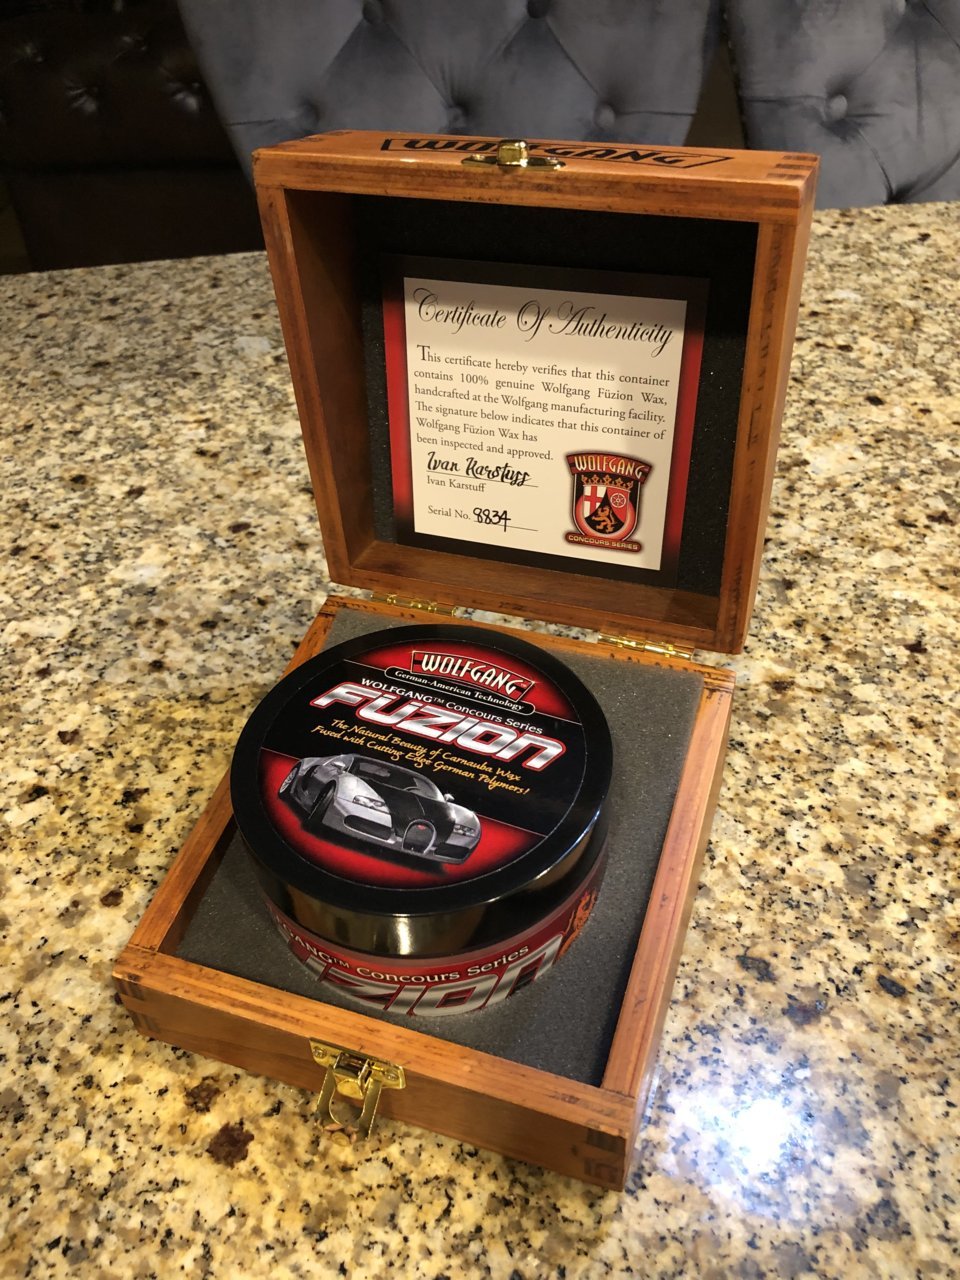 WOLFGANG
Certificate Of Authenticity
This certificate hereby verifies that this container
contains 100% genuine Wolfgang Füzion Wax,
handcrafted at the Wolfgang manufacturing facility.
The signature below indicates that this container of
Wolfgang Füzion Wax has
been inspected and approved.
Ivan Karstuff
Ivan Karstuff
Serial No. 8834
WOLFGANG
CONCOURS SERIES
WOLFGANG
German-American Technology
WOLFGANG™ Concours Series
FÜZION
The Natural Beauty of Carnauba Wax
Fused with Cutting Edge German Polymers!
WOLFGANG™ Concours Series
FÜZION